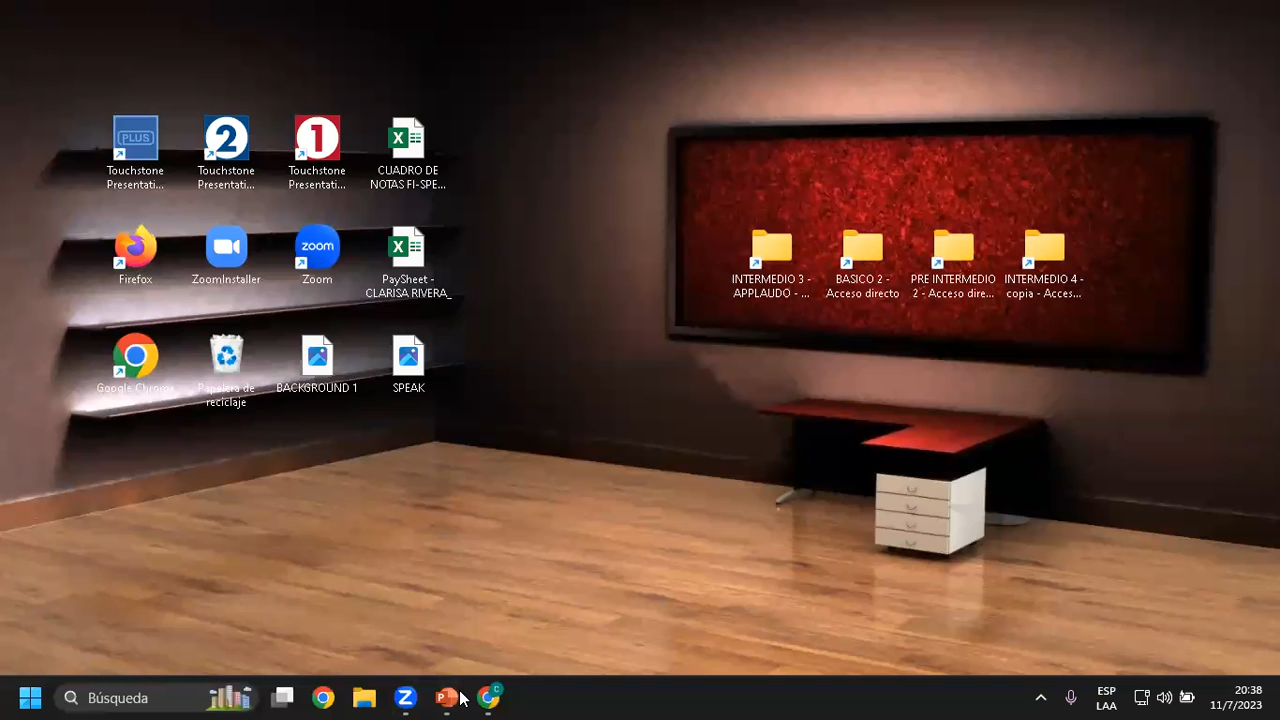 PLUS
Touchstone
Presentati...
2
Touchstone
Presentati...
1
Touchstone
Presentati...
CUADRO DE
NOTAS FI-SPE...
Firefox
ZoomInstaller
zoom
Zoom
PaySheet -
CLARISA RIVERA_
Google Chrome
Papelera de
reciclaje
BACKGROUND 1
SPEAK
INTERMEDIO 3 -
APPLAUDO - ...
BASICO 2 -
Acceso directo
PRE INTERMEDIO
2 - Acceso dire...
INTERMEDIO 4 -
copia - Acces...
Búsqueda
ESP
LAA
20:38
11/7/2023